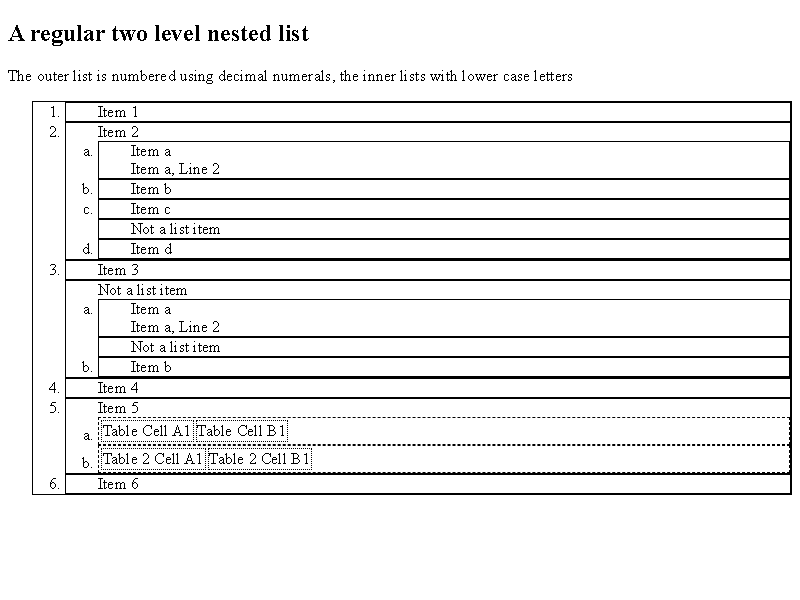 A regular two level nested list
The outer list is numbered using decimal numerals, the inner lists with lower case letters
1. Item 1
2. Item 2
a. Item a
Item a, Line 2
b. Item b
c. Item c
Not a list item
d. Item d
3. Item 3
Not a list item
a. Item a
Item a, Line 2
Not a list item
b. Item b
4. Item 4
5. Item 5
a. Table Cell A1 Table Cell B1
b. Table 2 Cell A1 Table 2 Cell B1
6. Item 6